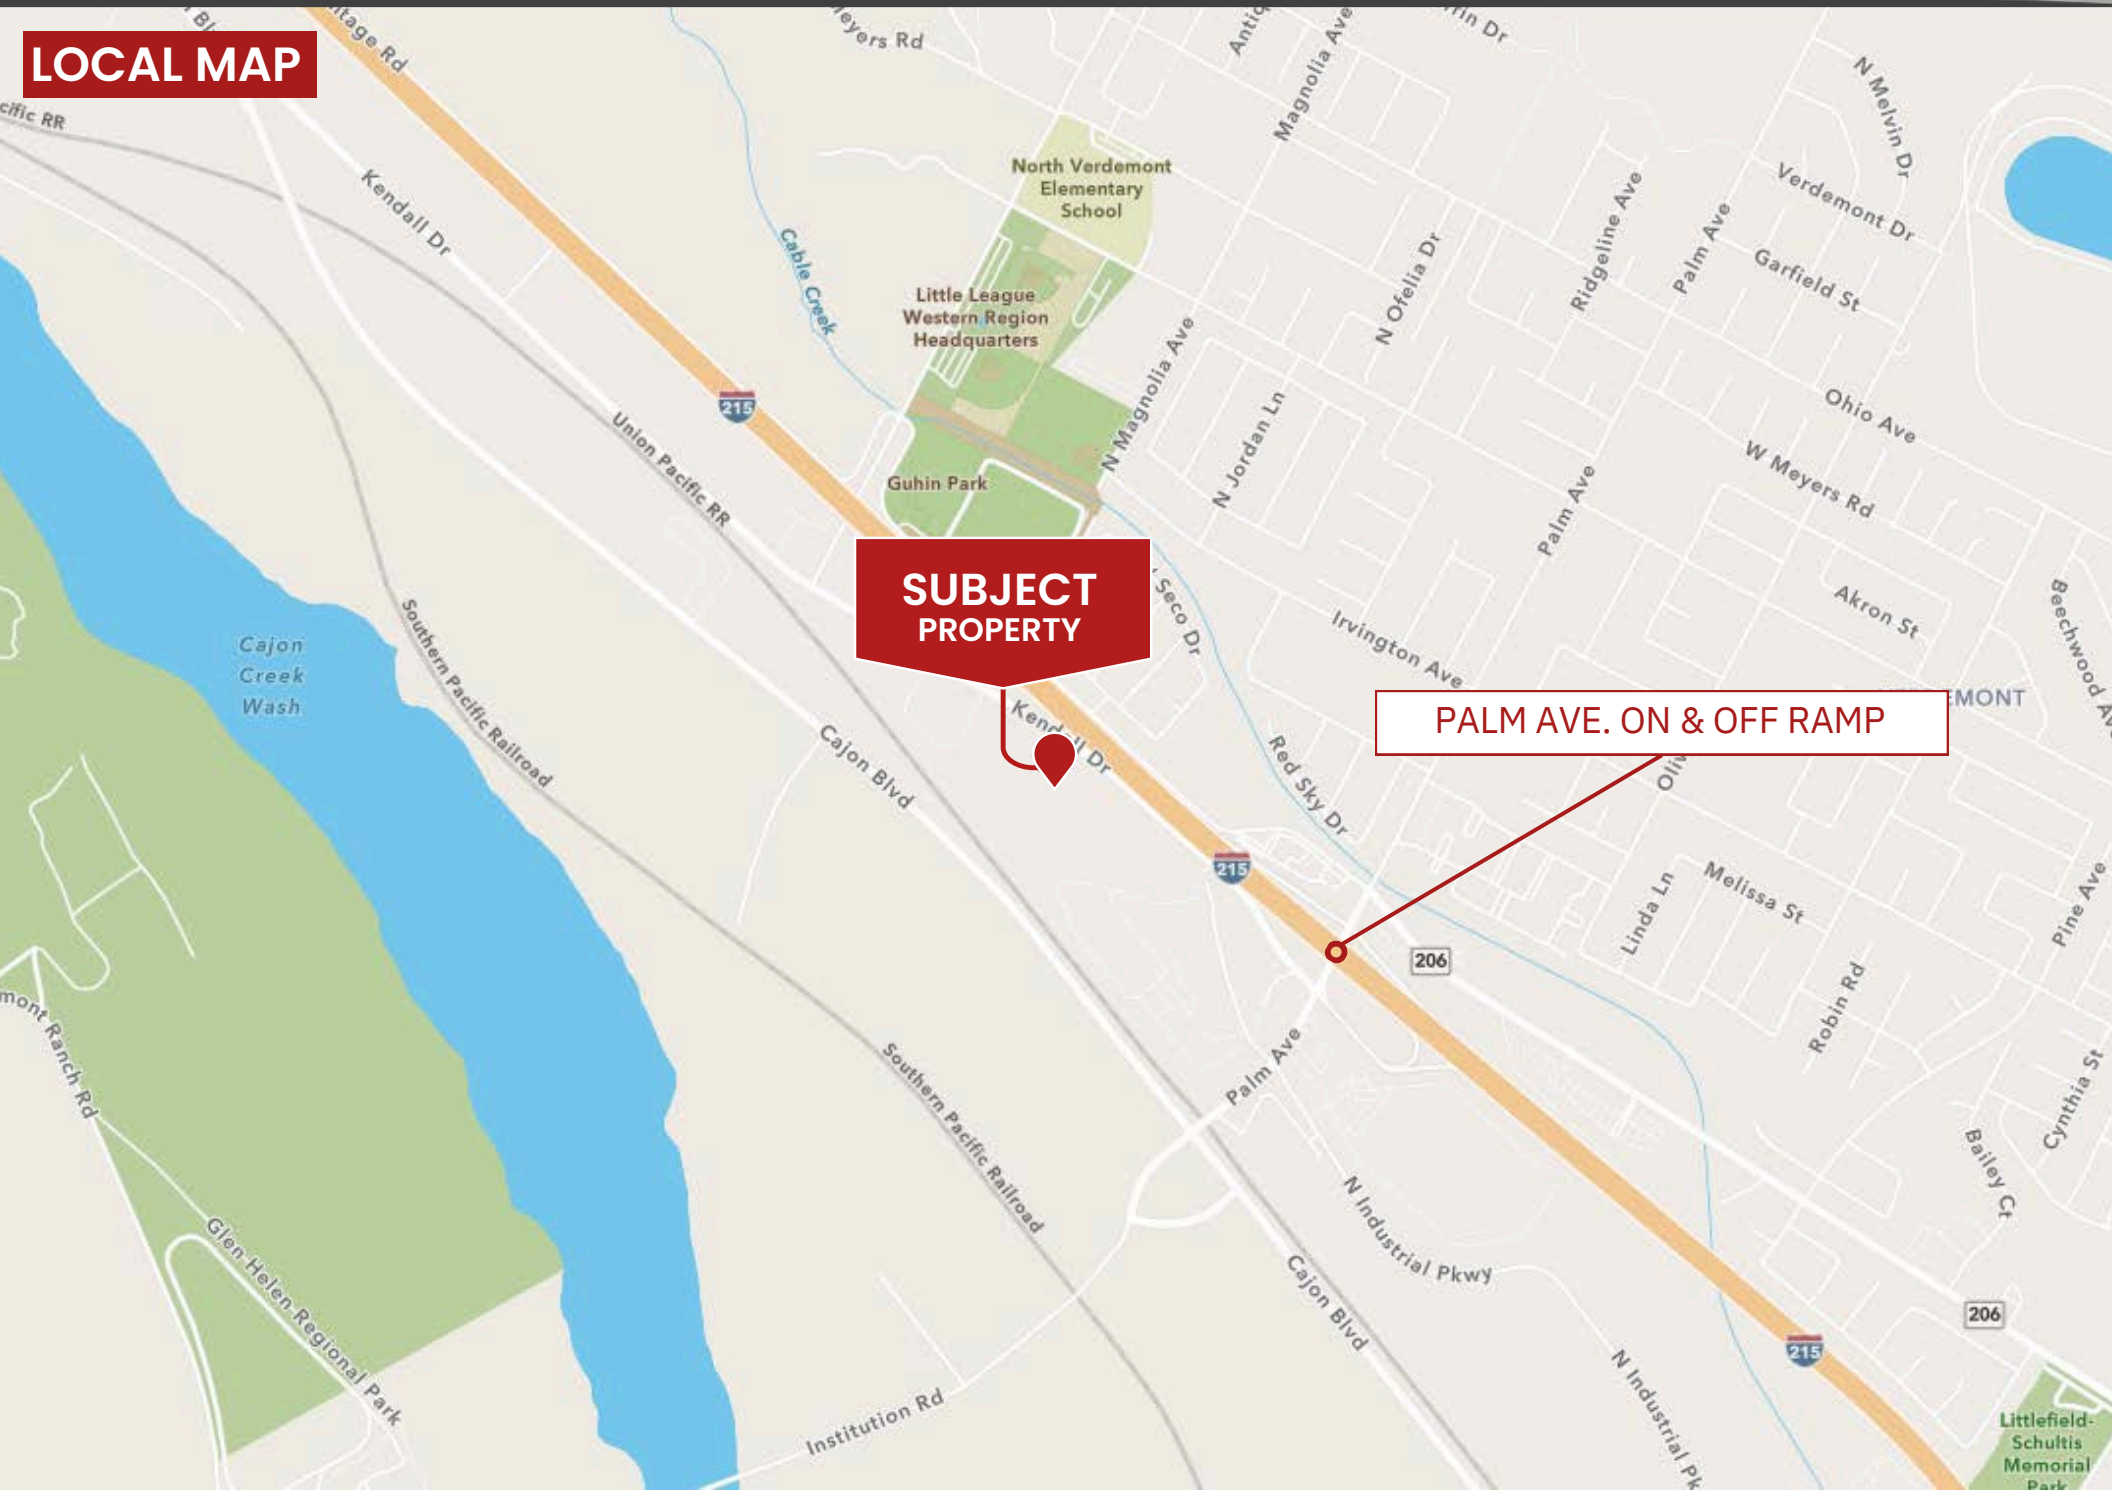 LOCAL MAP
Meyers Rd
Magnolia Ave
N Melvin Dr
Verdemont Dr
Garfield St
Ridgeline Ave
Palm Ave
N Ofelia Dr
North Verdemont
Elementary
School
Kendall Dr
Cable Creek
Little League
Western Region
Headquarters
N Magnolia Ave
N Jordan Ln
215
Union Pacific RR
Guhin Park
Palm Ave
Ohio Ave
W Meyers Rd
Akron St
SUBJECT
PROPERTY
Seco Dr
Irvington Ave
Cajon
Creek
Wash
Southern Pacific Railroad
Kendall Dr
Cajon Blvd
Red Sky Dr
PALM AVE. ON & OFF RAMP
215
206
Linda Ln
Melissa St
Pine Ave
Robin Rd
Cynthia St
Bailey Ct
Palm Ave
Southern Pacific Railroad
N Industrial Pkwy
Cajon Blvd
Glen Helen Regional Park
Institution Rd
206
215
Littlefield-
Schultis
Memorial
Park